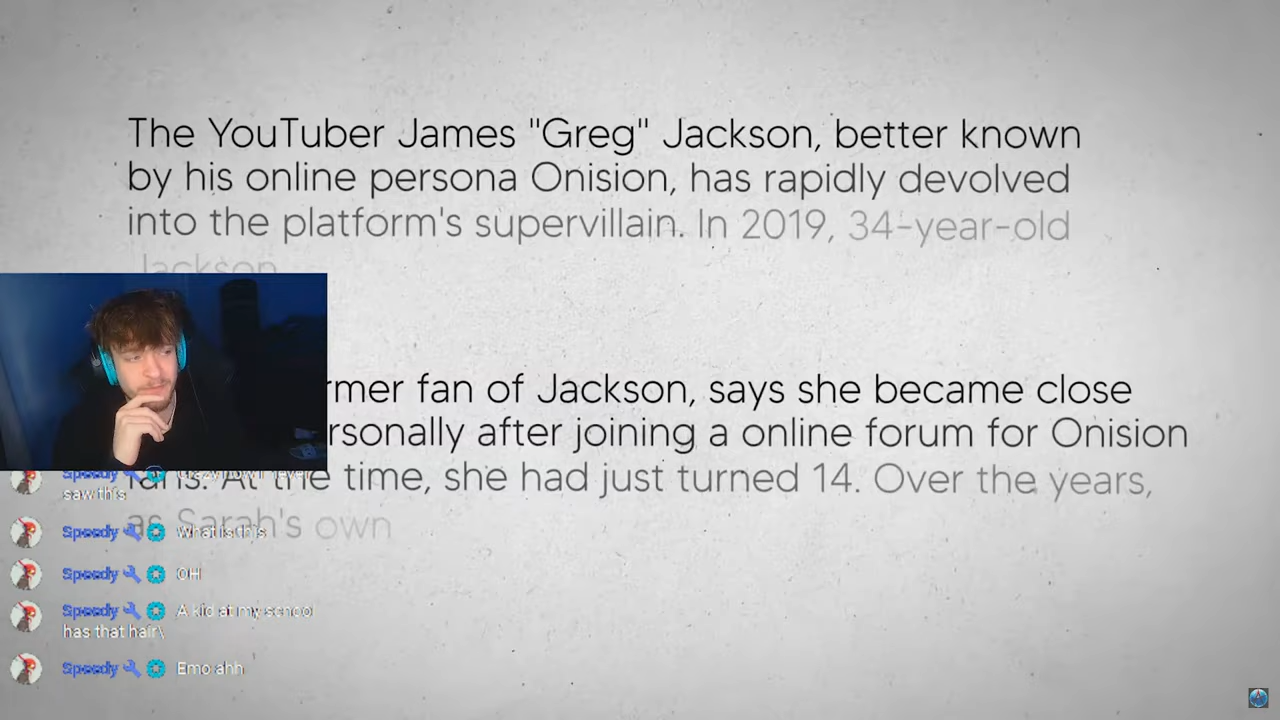 The YouTuber James "Greg" Jackson, better known
by his online persona Onision, has rapidly devolved
into the platform's supervillain. In 2019, 34-year-old
Jackson
rmer fan of Jackson, says she became close
rsonally after joining a online forum for Onision
fans. At the time, she had just turned 14. Over the years,
as Sarah's own
Speedy
saw this
Speedy What is this
Speedy OH
Speedy A kid at my school
has that hair\
Speedy Emo ahh